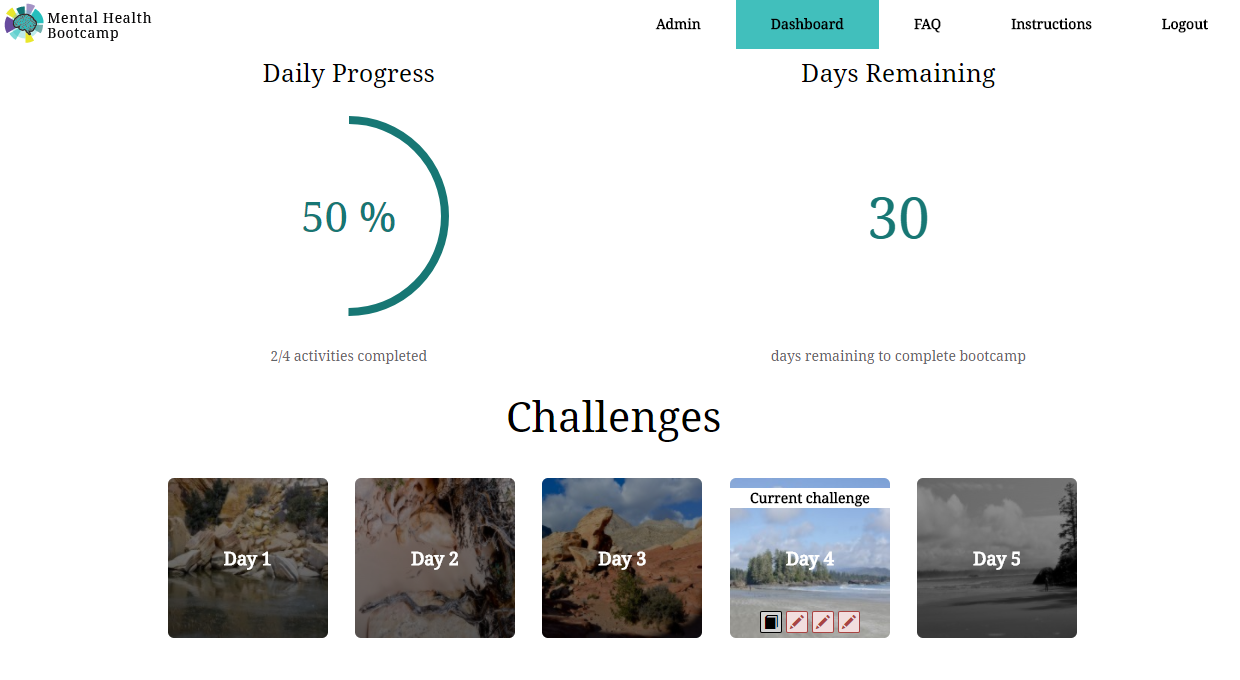 Mental Health
Bootcamp
Admin
Dashboard
FAQ
Instructions
Logout
Daily Progress
Days Remaining
50 %
30
2/4 activities completed
days remaining to complete bootcamp
Challenges
Current challenge
Day 1
Day 2
Day 3
Day 4
Day 5